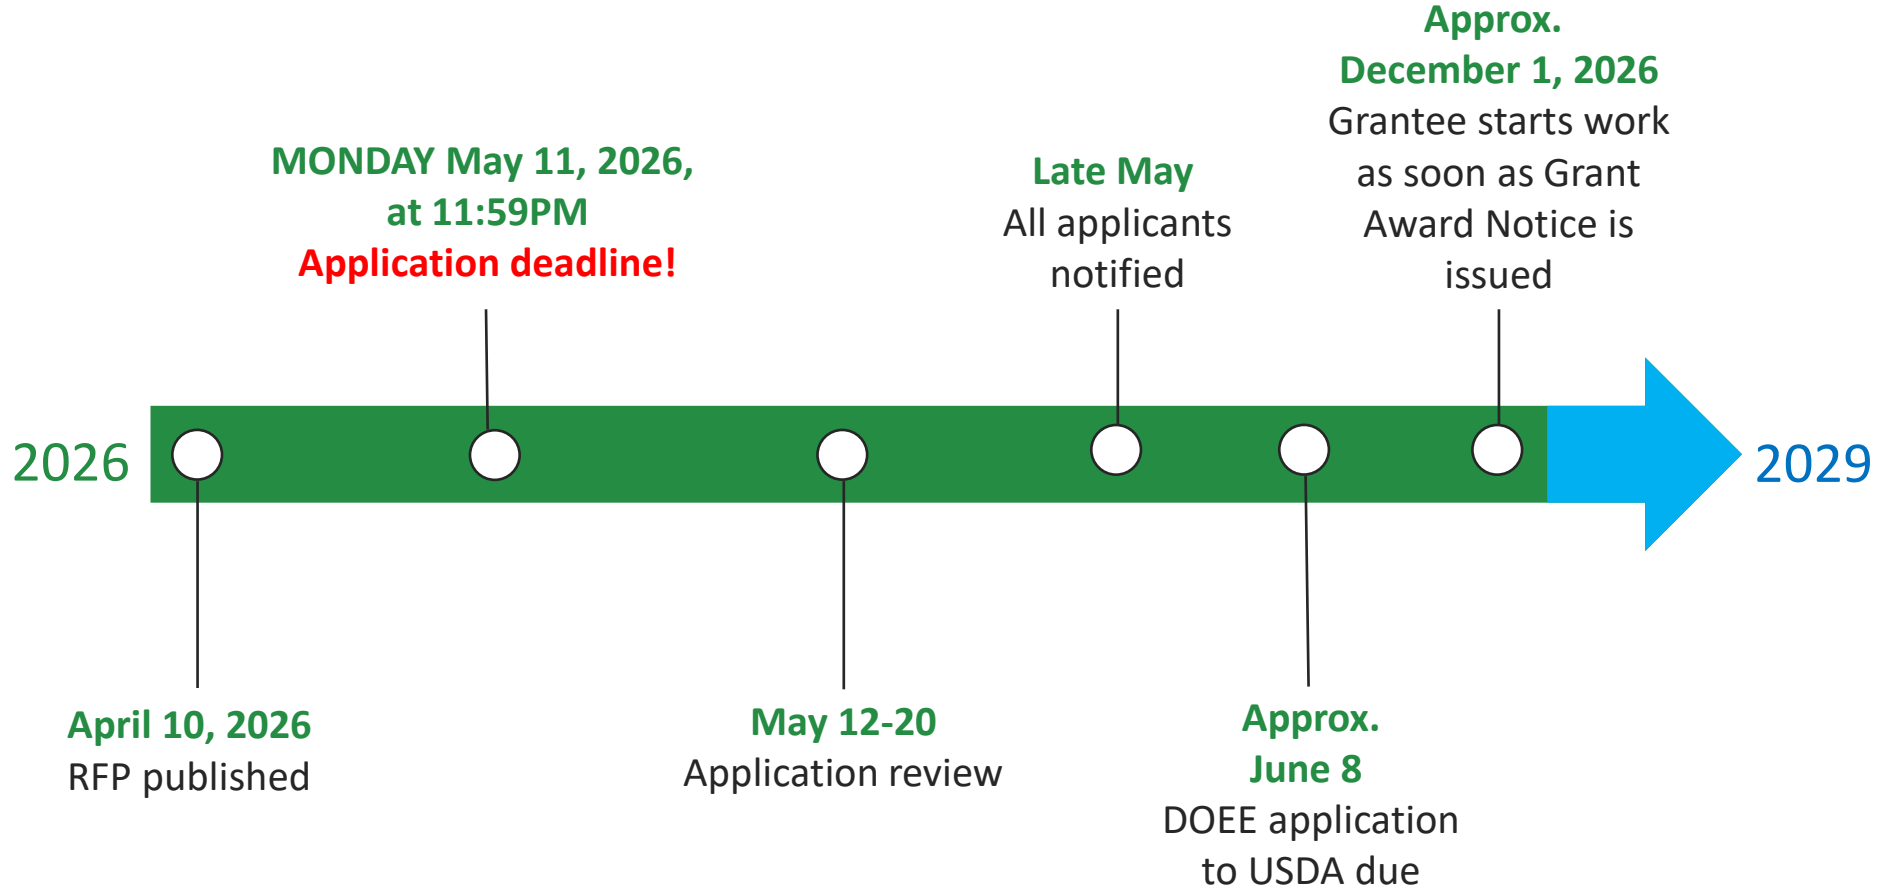 2026
April 10, 2026
RFP published
MONDAY May 11, 2026,
at 11:59PM
Application deadline!
May 12-20
Application review
Late May
All applicants
notified
Approx.
June 8
DOEE application
to USDA due
Approx.
December 1, 2026
Grantee starts work
as soon as Grant
Award Notice is
issued
2029